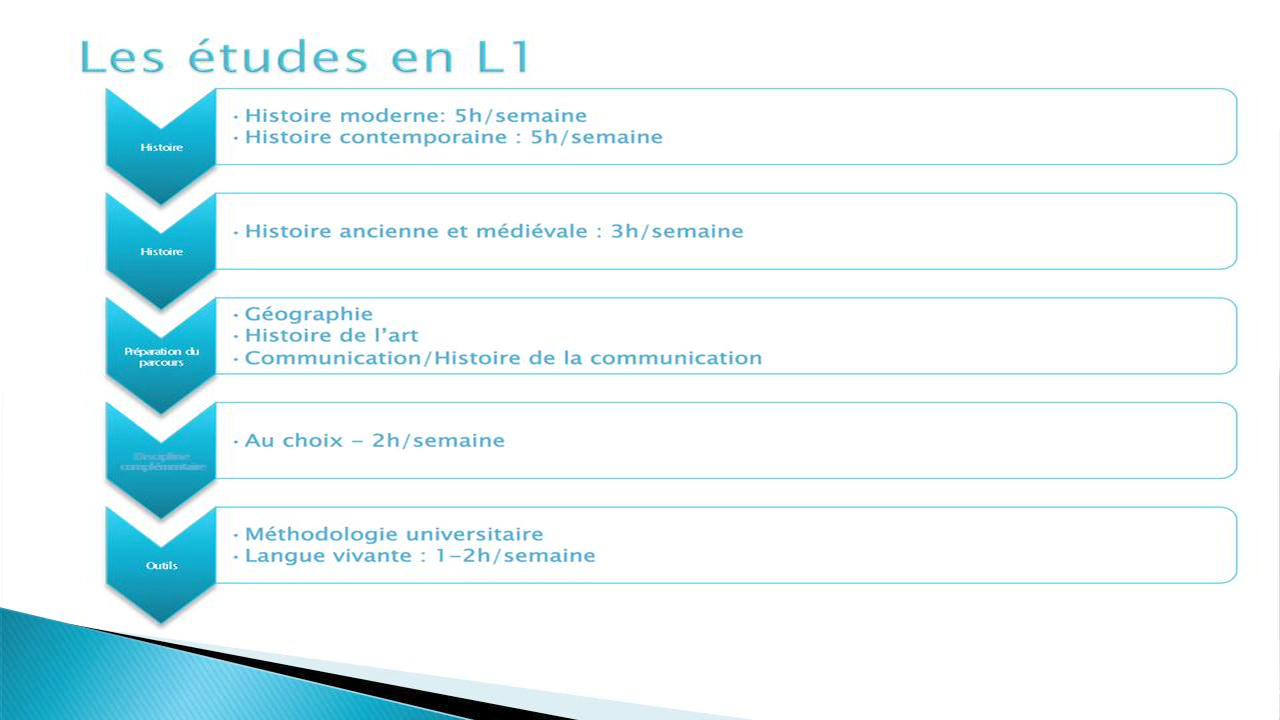 Les études en L1
Histoire
• Histoire moderne: 5h/semaine
• Histoire contemporaine : 5h/semaine
Histoire
• Histoire ancienne et médiévale : 3h/semaine
Préparation du
parcours
• Géographie
• Histoire de l’art
• Communication/Histoire de la communication
Discipline
complémentaire
• Au choix – 2h/semaine
Outils
• Méthodologie universitaire
• Langue vivante : 1-2h/semaine